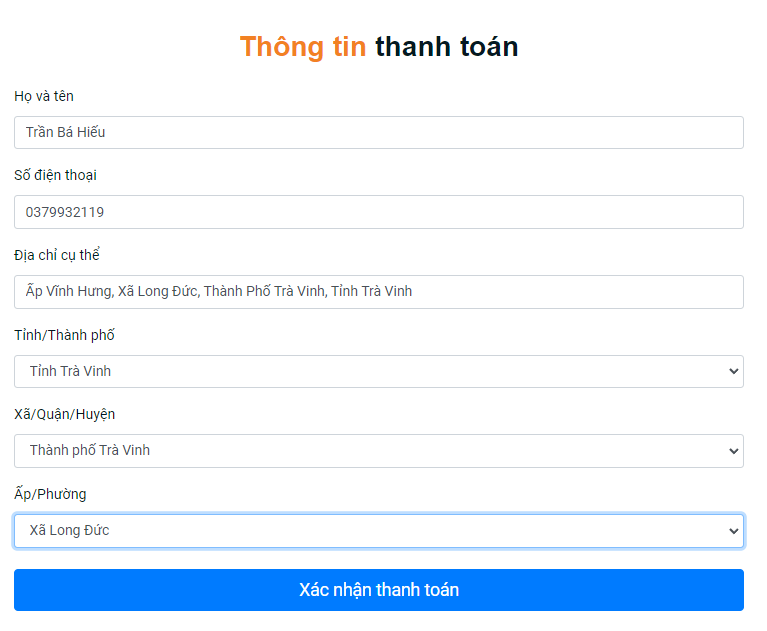 Thông tin thanh toán
Họ và tên
Trần Bá Hiếu
Số điện thoại
0379932119
Địa chỉ cụ thể
Ấp Vĩnh Hưng, Xã Long Đức, Thành Phố Trà Vinh, Tỉnh Trà Vinh
Tỉnh/Thành phố
Tỉnh Trà Vinh
Xã/Quận/Huyện
Thành phố Trà Vinh
Ấp/Phường
Xã Long Đức
Xác nhận thanh toán